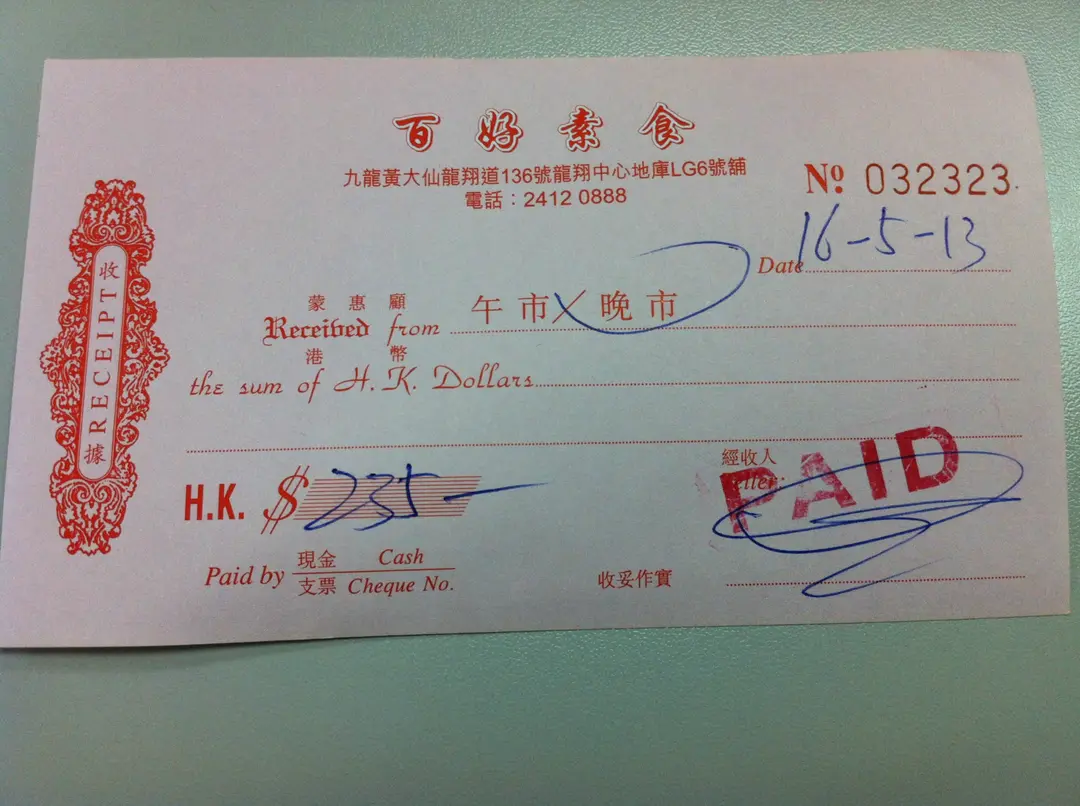 百好素食
九龍黃大仙龍翔道136號龍翔中心地庫LG6號舖
電話：2412 0888
Nº 032323
Date 16-5-13
收據 RECEIPT
蒙惠顧
Received from 午市 / 晚市
港幣
the sum of H.K. Dollars
H.K. $ 235 —
經收人
PAID
Paid by 現金 Cash
支票 Cheque No.
收妥作實